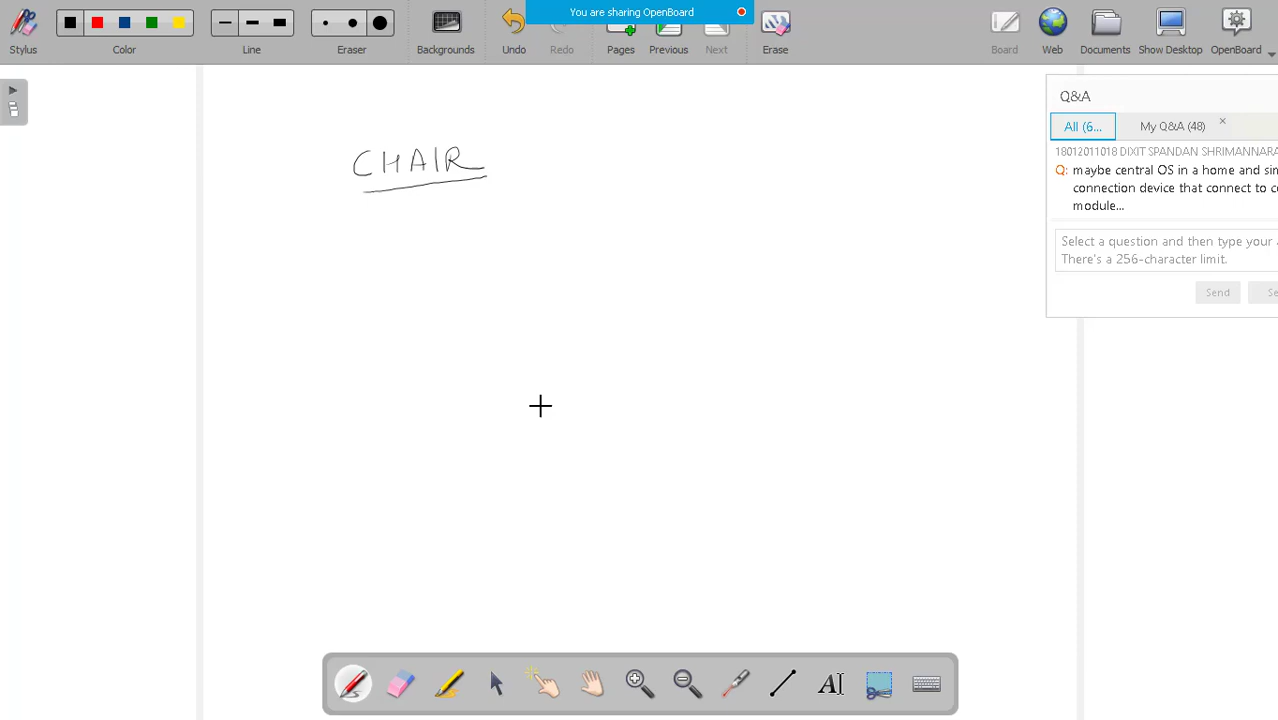 You are sharing OpenBoard
Stylus
Color
Line
Eraser
Backgrounds
Undo
Redo
Pages
Previous
Next
Erase
Board
Web
Documents
Show Desktop
OpenBoard
CHAIR
Q&A
All (6...
My Q&A (48)
18012011018 DIXIT SPANDAN SHRIMANNARA
Q: maybe central OS in a home and sin
connection device that connect to c
module...
Select a question and then type your
There's a 256-character limit.
Send
Se
AI